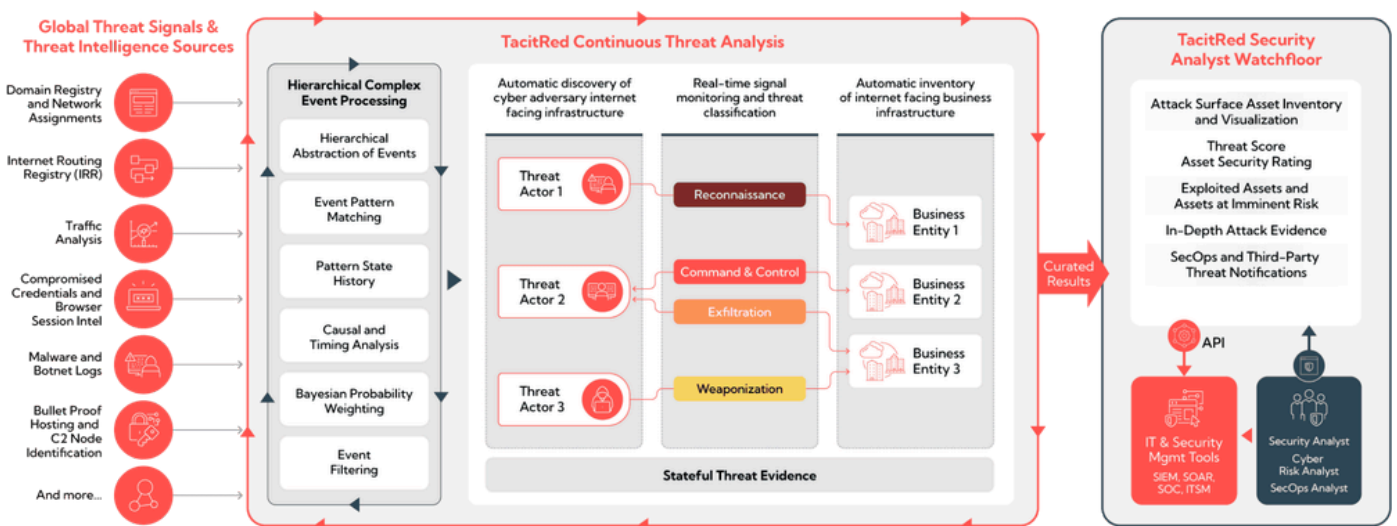 Global Threat Signals &
Threat Intelligence Sources
Domain Registry
and Network
Assignments
Internet Routing
Registry (IRR)
Traffic
Analysis
Compromised
Credentials and
Browser
Session Intel
Malware and
Botnet Logs
Bullet Proof
Hosting and
C2 Node
Identification
And more...
TacitRed Continuous Threat Analysis
Hierarchical Complex
Event Processing
Hierarchical
Abstraction of Events
Event Pattern
Matching
Pattern State
History
Causal and
Timing Analysis
Bayesian Probability
Weighting
Event
Filtering
Automatic discovery of
cyber adversary internet
facing infrastructure
Real-time signal
monitoring and threat
classification
Automatic inventory
of internet facing business
infrastructure
Threat
Actor 1
Threat
Actor 2
Threat
Actor 3
Reconnaissance
Command & Control
Exfiltration
Weaponization
Business
Entity 1
Business
Entity 2
Business
Entity 3
Stateful Threat Evidence
Curated
Results
TacitRed Security
Analyst Watchfloor
Attack Surface Asset Inventory
and Visualization
Threat Score
Asset Security Rating
Exploited Assets and
Assets at Imminent Risk
In-Depth Attack Evidence
SecOps and Third-Party
Threat Notifications
API
IT & Security
Mgmt Tools
SIEM, SOAR,
SOC, ITSM
Security Analyst
Cyber
Risk Analyst
SecOps Analyst